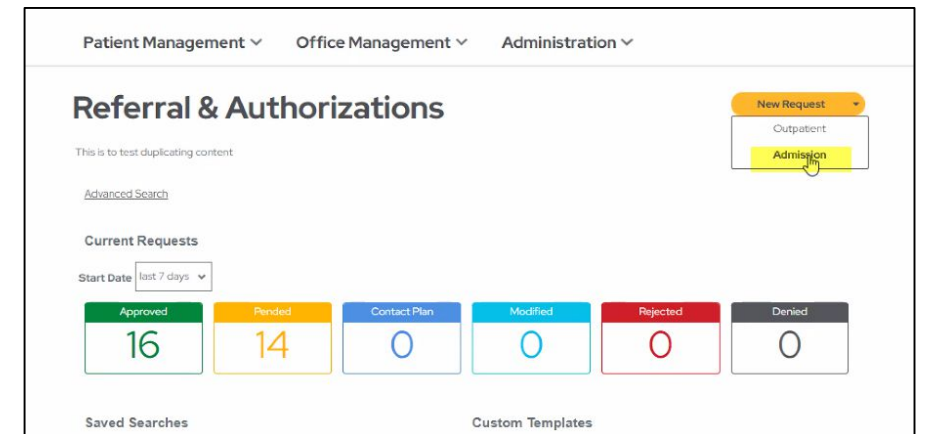 Patient Management Office Management Administration
Referral & Authorizations
New Request
Outpatient
Admission
This is to test duplicating content
Advanced Search
Current Requests
Start Date last 7 days
Approved Pended Contact Plan Modified Rejected Denied
16 14 0 0 0 0
Saved Searches Custom Templates